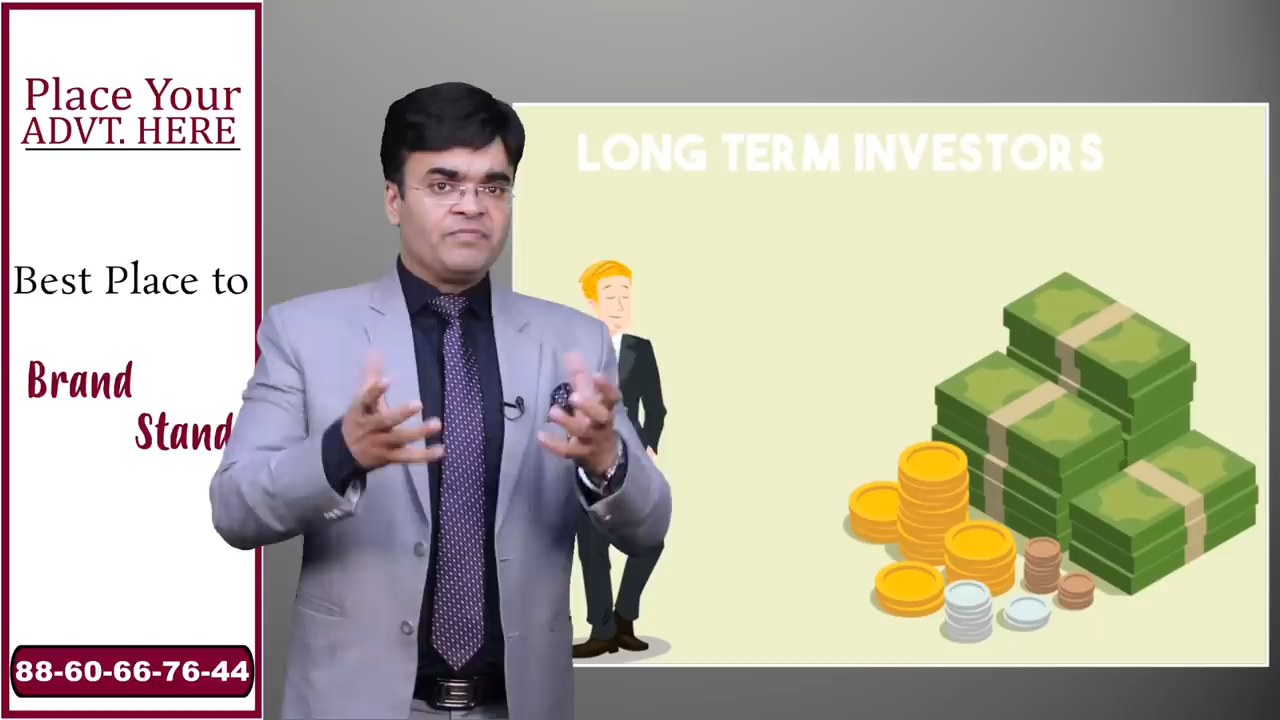 Place Your
ADVT. HERE
Best Place to
Brand
Stand
88-60-66-76-44
LONG TERM INVESTORS